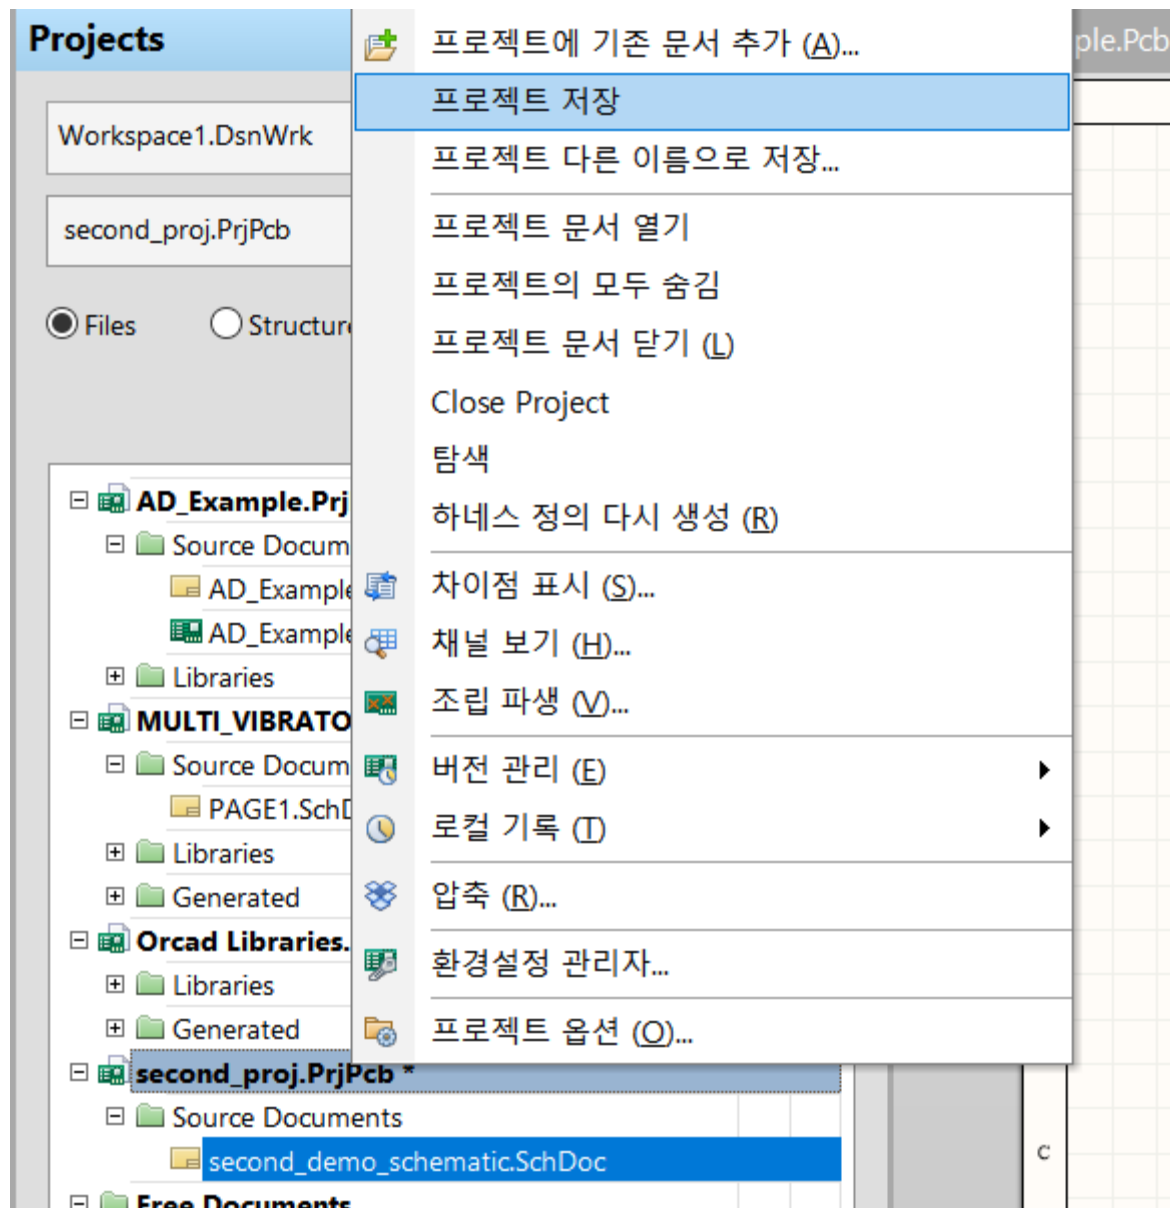 Projects
Workspace1.DsnWrk
second_proj.PrjPcb
Files
Structure
AD_Example.Prj
Source Docum
AD_Example
AD_Example
Libraries
MULTI_VIBRATO
Source Docum
PAGE1.SchD
Libraries
Generated
Orcad Libraries.
Libraries
Generated
second_proj.PrjPcb *
Source Documents
second_demo_schematic.SchDoc
Free Documents
프로젝트에 기존 문서 추가 (A)...
프로젝트 저장
프로젝트 다른 이름으로 저장...
프로젝트 문서 열기
프로젝트의 모두 숨김
프로젝트 문서 닫기 (L)
Close Project
탐색
하네스 정의 다시 생성 (R)
차이점 표시 (S)...
채널 보기 (H)...
조립 파생 (V)...
버전 관리 (E)
로컬 기록 (T)
압축 (R)...
환경설정 관리자...
프로젝트 옵션 (O)...
ple.Pcb
C